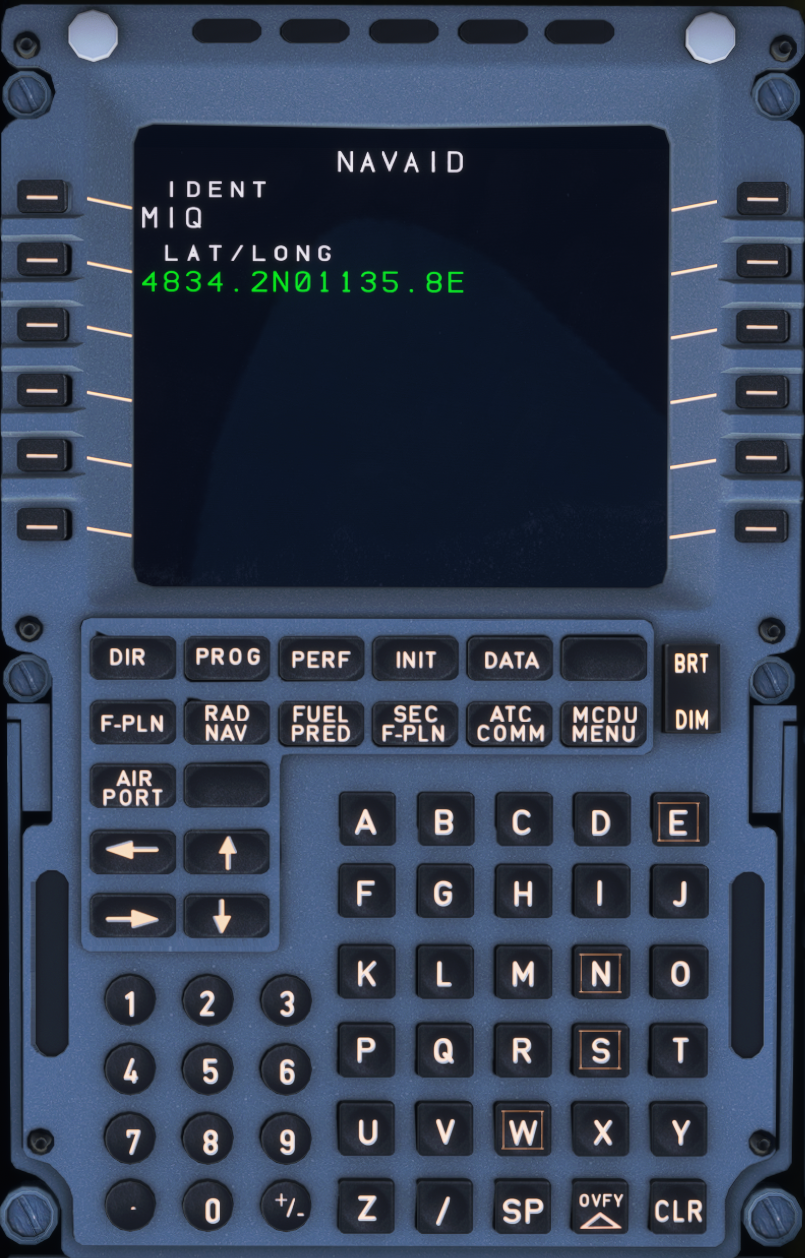 NAVAID
IDENT
MIQ
LAT/LONG
4834.2N01135.8E
DIR PROG PERF INIT DATA
BRT
F-PLN RAD NAV FUEL PRED SEC F-PLN ATC COMM MCDU MENU
DIM
AIR PORT
A B C D E
F G H I J
K L M N O
1 2 3
P Q R S T
4 5 6
U V W X Y
7 8 9
Z / SP OVFY CLR
. 0 +/-